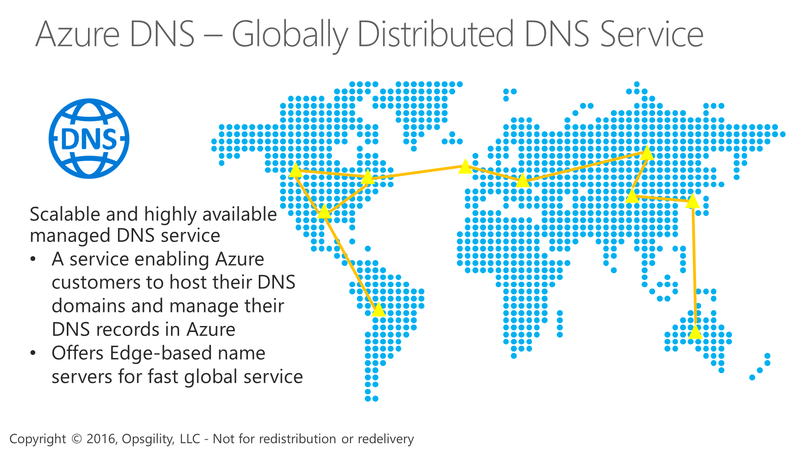 Azure DNS – Globally Distributed DNS Service
DNS
Scalable and highly available
managed DNS service
• A service enabling Azure
customers to host their DNS
domains and manage their
DNS records in Azure
• Offers Edge-based name
servers for fast global service
Copyright © 2016, Opsgility, LLC - Not for redistribution or redelivery